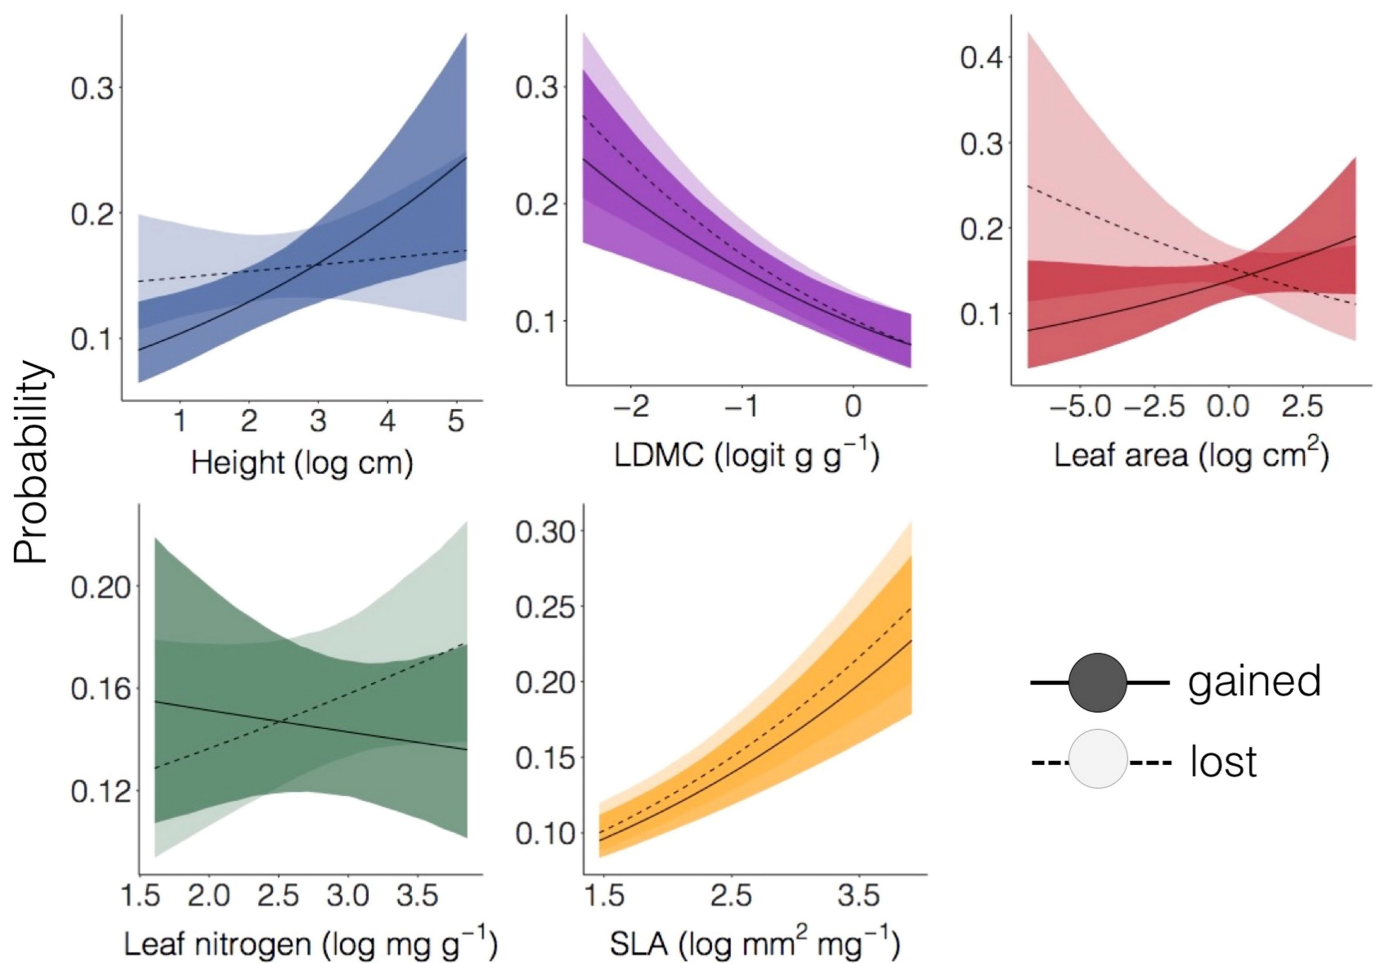 Probability
0.3
0.2
0.1
1 2 3 4 5
Height (log cm)
0.3
0.2
0.1
−2 −1 0
LDMC (logit g g⁻¹)
0.4
0.3
0.2
0.1
−5.0 −2.5 0.0 2.5
Leaf area (log cm²)
0.20
0.16
0.12
1.5 2.0 2.5 3.0 3.5
Leaf nitrogen (log mg g⁻¹)
0.30
0.25
0.20
0.15
0.10
1.5 2.5 3.5
SLA (log mm² mg⁻¹)
gained
lost